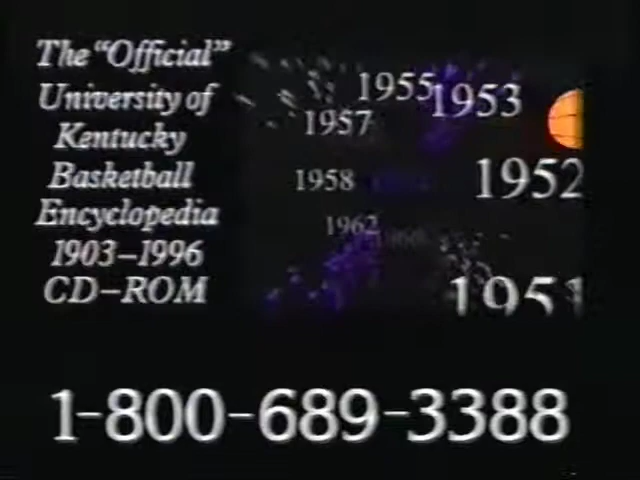 The "Official"
University of
Kentucky
Basketball
Encyclopedia
1903-1996
CD-ROM
1955
1953
1957
1958
1952
1962
1951
1-800-689-3388